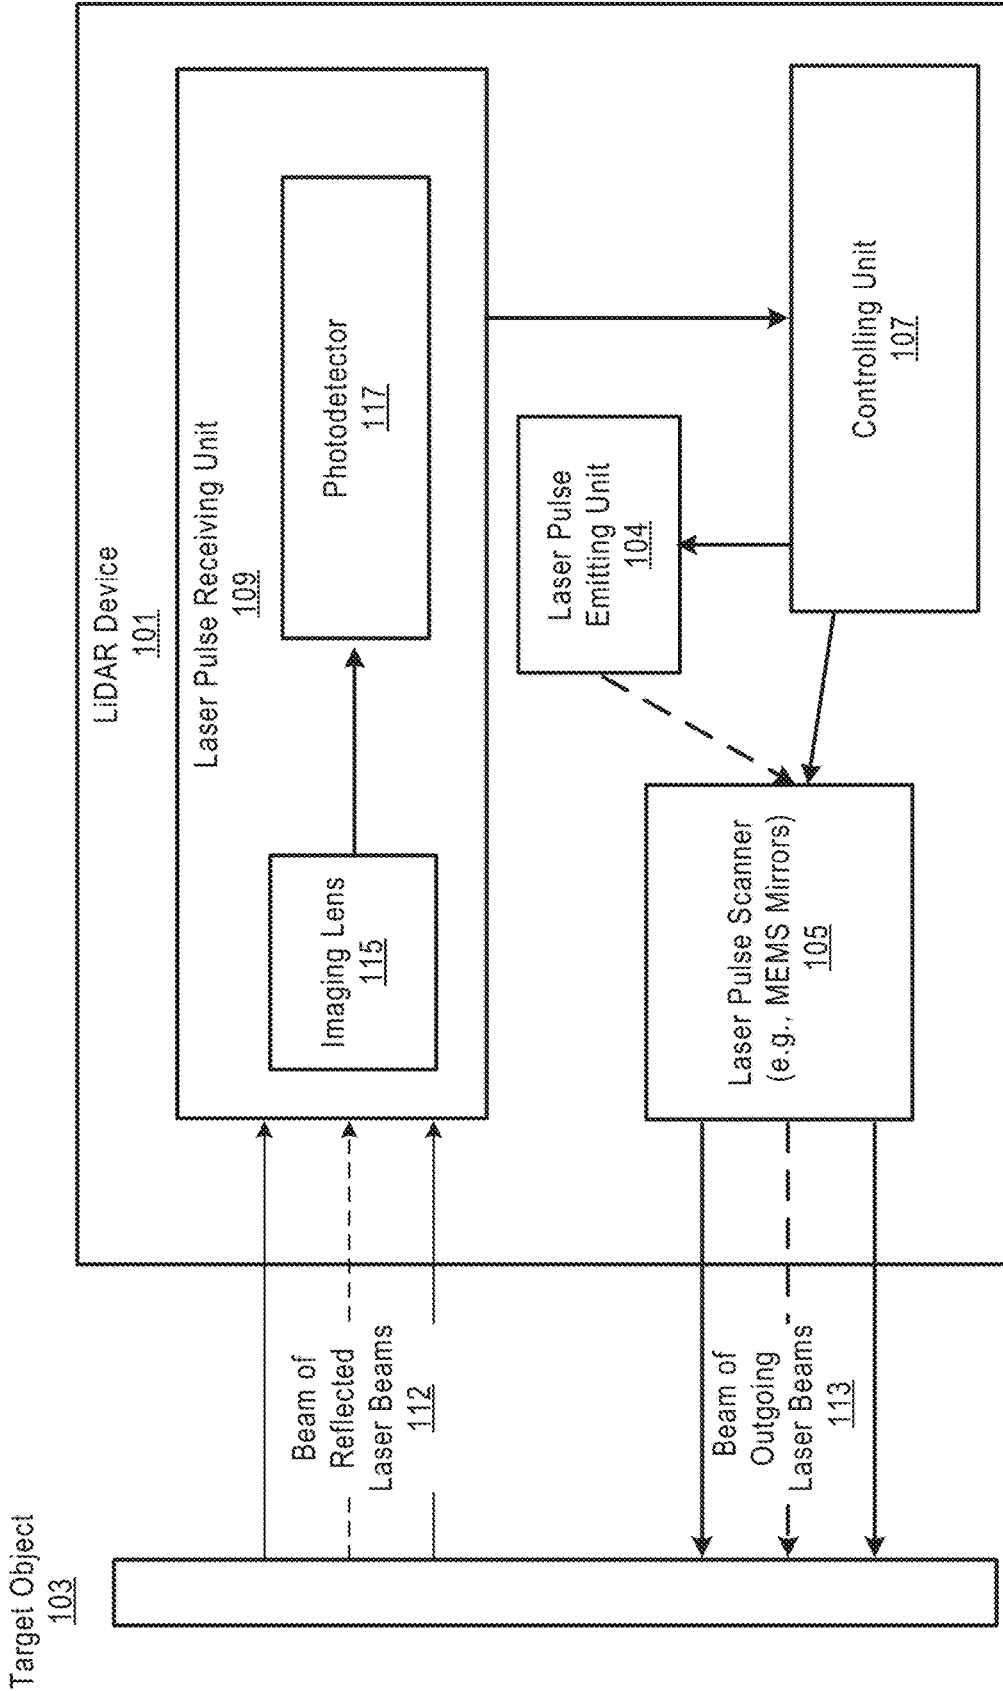 Target Object
103
LiDAR Device
101
Laser Pulse Receiving Unit
109
Beam of
Reflected
Laser Beams
112
Imaging Lens
115
Photodetector
117
Laser Pulse
Emitting Unit
104
Beam of
Outgoing
Laser Beams
113
Laser Pulse Scanner
(e.g., MEMS Mirrors)
105
Controlling Unit
107